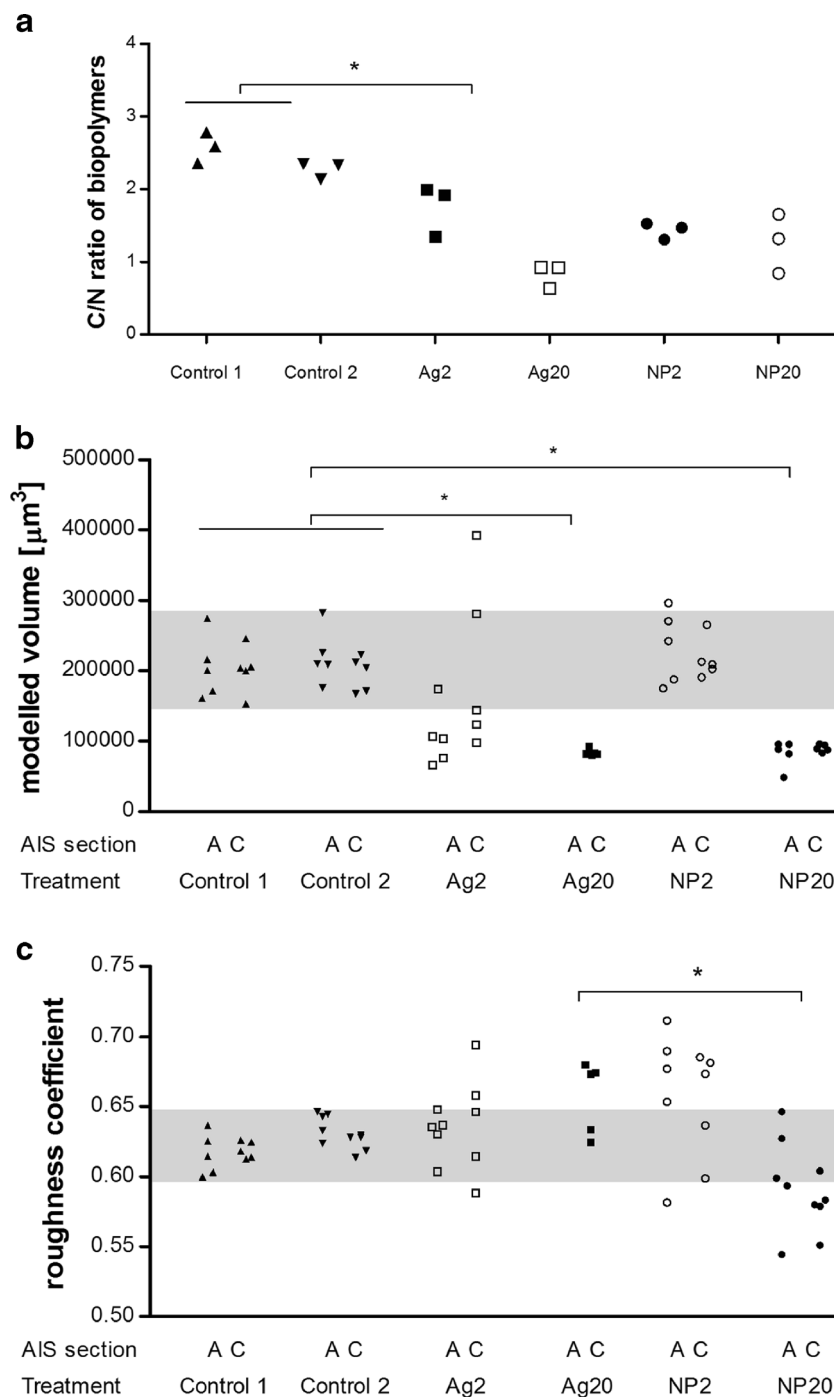 a
C/N ratio of biopolymers
4
3
2
1
0
*
Control 1 Control 2 Ag2 Ag20 NP2 NP20
b
modelled volume [μm³]
500000
400000
300000
200000
100000
0
*
*
AIS section A C A C A C A C A C A C
Treatment Control 1 Control 2 Ag2 Ag20 NP2 NP20
c
roughness coefficient
0.75
0.70
0.65
0.60
0.55
0.50
*
AIS section A C A C A C A C A C A C
Treatment Control 1 Control 2 Ag2 Ag20 NP2 NP20